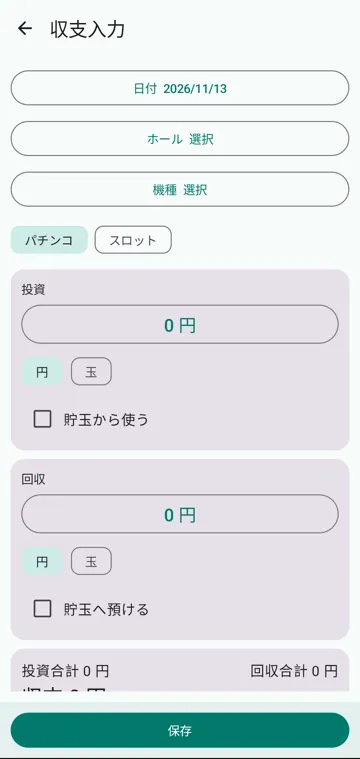 収支入力
日付 2026/11/13
ホール 選択
機種 選択
パチンコ スロット
投資
0 円
円 玉
貯玉から使う
回収
0 円
円 玉
貯玉へ預ける
投資合計 0 円 回収合計 0 円
保存